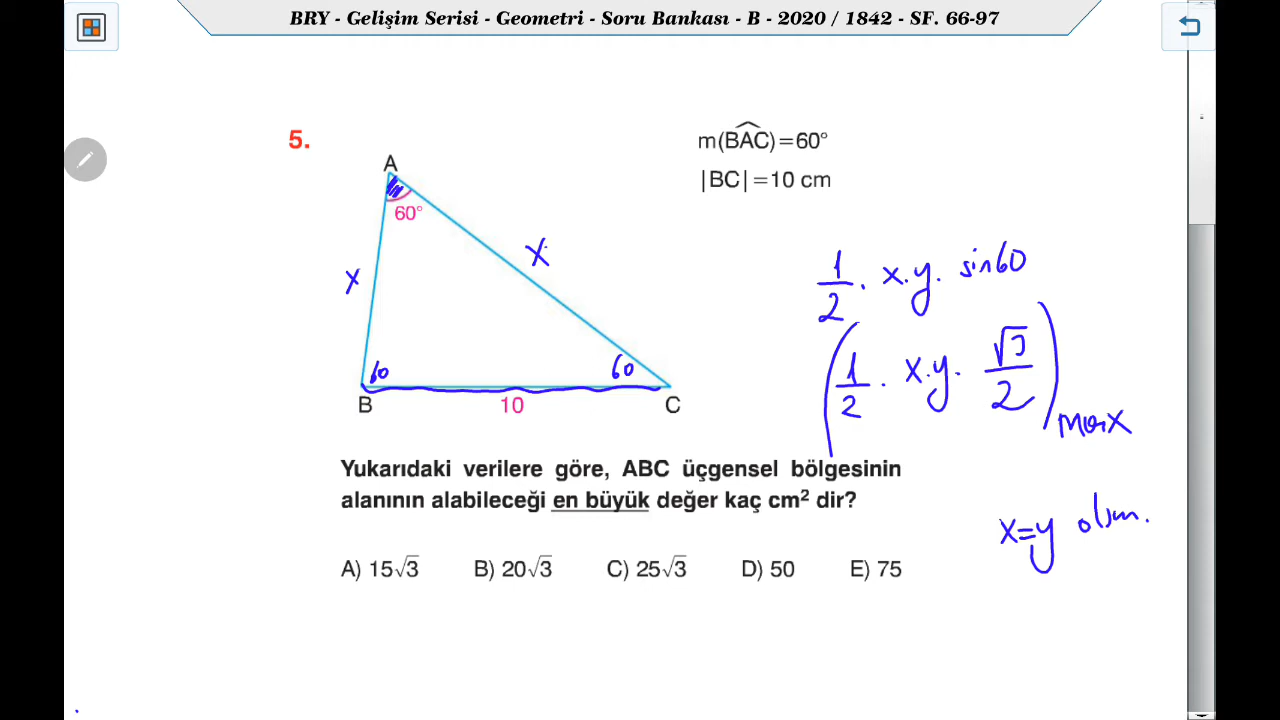 BRY - Gelişim Serisi - Geometri - Soru Bankası - B - 2020 / 1842 - SF. 66-97
5.
m(BAC)=60°
|BC|=10 cm
A
60°
x
x
60
60
B
10
C
1/2 . x.y. sin60
(1/2 . x.y. √3/2) max
x=y olsun.
Yukarıdaki verilere göre, ABC üçgensel bölgesinin
alanının alabileceği en büyük değer kaç cm² dir?
A) 15√3 B) 20√3 C) 25√3 D) 50 E) 75